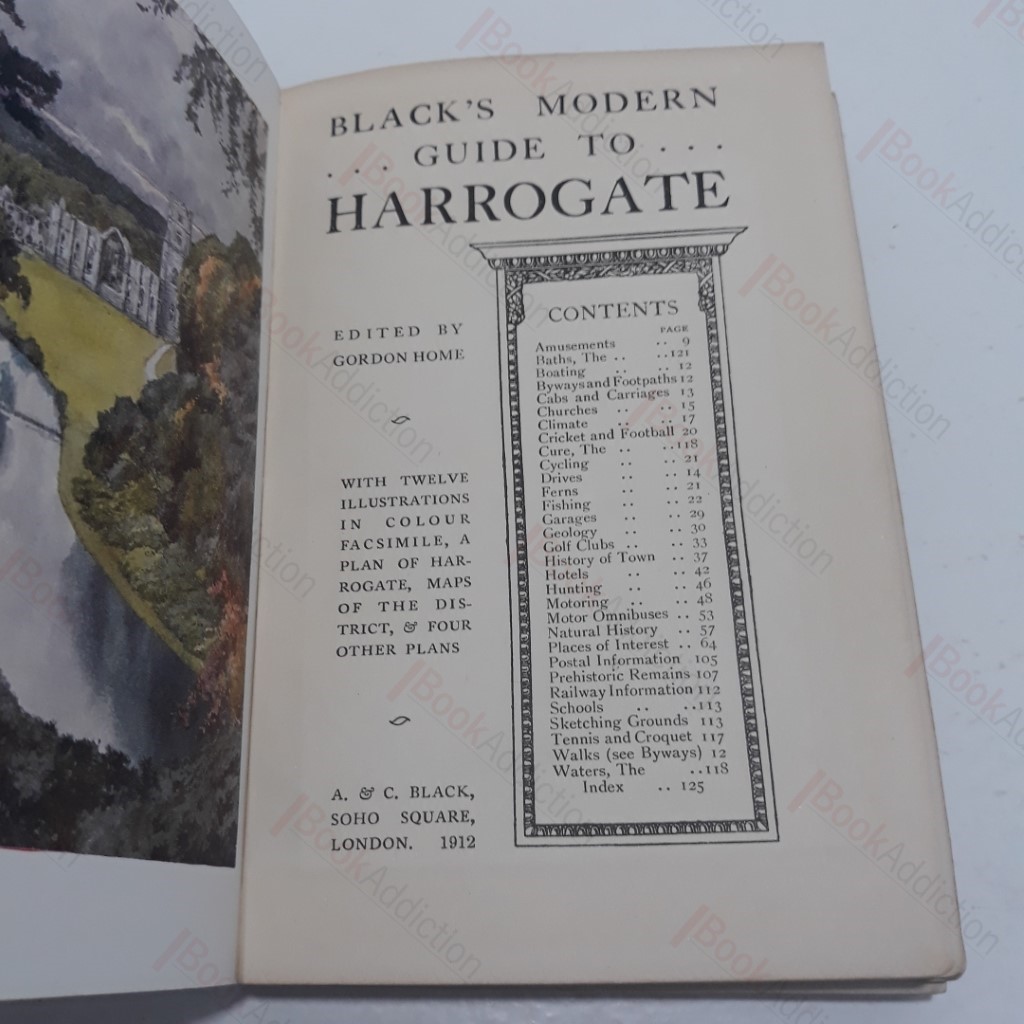 BLACK'S MODERN
... GUIDE TO ...
HARROGATE
EDITED BY
GORDON HOME
WITH TWELVE
ILLUSTRATIONS
IN COLOUR
FACSIMILE, A
PLAN OF HAR-
ROGATE, MAPS
OF THE DIS-
TRICT, & FOUR
OTHER PLANS
A. & C. BLACK,
SOHO SQUARE,
LONDON. 1912
CONTENTS
PAGE
Amusements .. 9
Baths, The .. ..121
Boating .. .. 12
Byways and Footpaths 12
Cabs and Carriages 13
Churches .. .. 15
Climate .. .. 17
Cricket and Football 20
Cure, The .. ..118
Cycling .. .. 21
Drives .. .. 14
Ferns .. .. 21
Fishing .. .. 22
Garages .. .. 29
Geology .. .. 30
Golf Clubs .. .. 33
History of Town .. 37
Hotels .. .. 42
Hunting .. .. 46
Motoring .. .. 48
Motor Omnibuses .. 53
Natural History .. 57
Places of Interest .. 64
Postal Information 105
Prehistoric Remains 107
Railway Information 112
Schools .. ..113
Sketching Grounds 113
Tennis and Croquet 117
Walks (see Byways) 12
Waters, The ..118
Index .. 125
BookAddiction